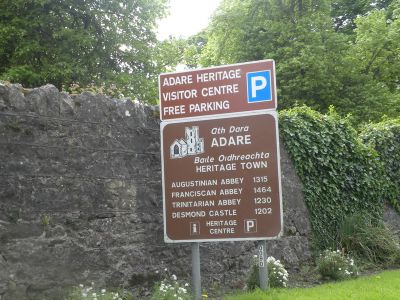 ADARE HERITAGE
VISITOR CENTRE
FREE PARKING
P
Ath Dara
ADARE
Baile Oidhreachta
HERITAGE TOWN
AUGUSTINIAN ABBEY 1315
FRANCISCAN ABBEY 1464
TRINITARIAN ABBEY 1230
DESMOND CASTLE 1202
i HERITAGE CENTRE P